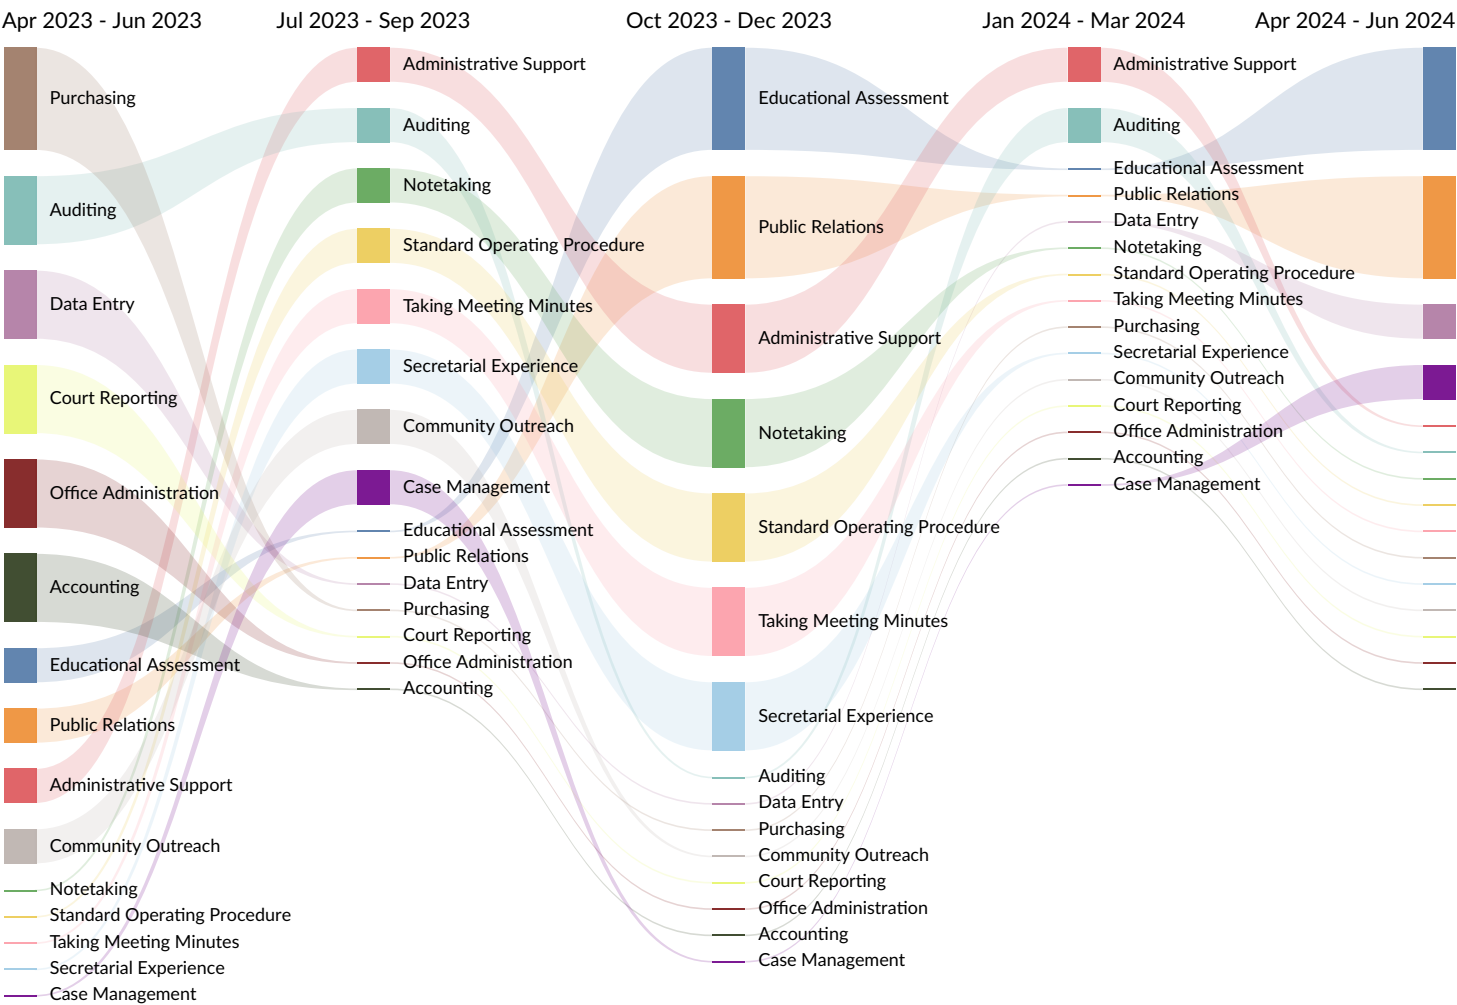 Apr 2023 - Jun 2023
Jul 2023 - Sep 2023
Oct 2023 - Dec 2023
Jan 2024 - Mar 2024
Apr 2024 - Jun 2024
Purchasing
Auditing
Data Entry
Court Reporting
Office Administration
Accounting
Educational Assessment
Public Relations
Administrative Support
Community Outreach
Notetaking
Standard Operating Procedure
Taking Meeting Minutes
Secretarial Experience
Case Management
Administrative Support
Auditing
Notetaking
Standard Operating Procedure
Taking Meeting Minutes
Secretarial Experience
Community Outreach
Case Management
Educational Assessment
Public Relations
Data Entry
Purchasing
Court Reporting
Office Administration
Accounting
Educational Assessment
Public Relations
Administrative Support
Notetaking
Standard Operating Procedure
Taking Meeting Minutes
Secretarial Experience
Auditing
Data Entry
Purchasing
Community Outreach
Court Reporting
Office Administration
Accounting
Case Management
Administrative Support
Auditing
Educational Assessment
Public Relations
Data Entry
Notetaking
Standard Operating Procedure
Taking Meeting Minutes
Purchasing
Secretarial Experience
Community Outreach
Court Reporting
Office Administration
Accounting
Case Management